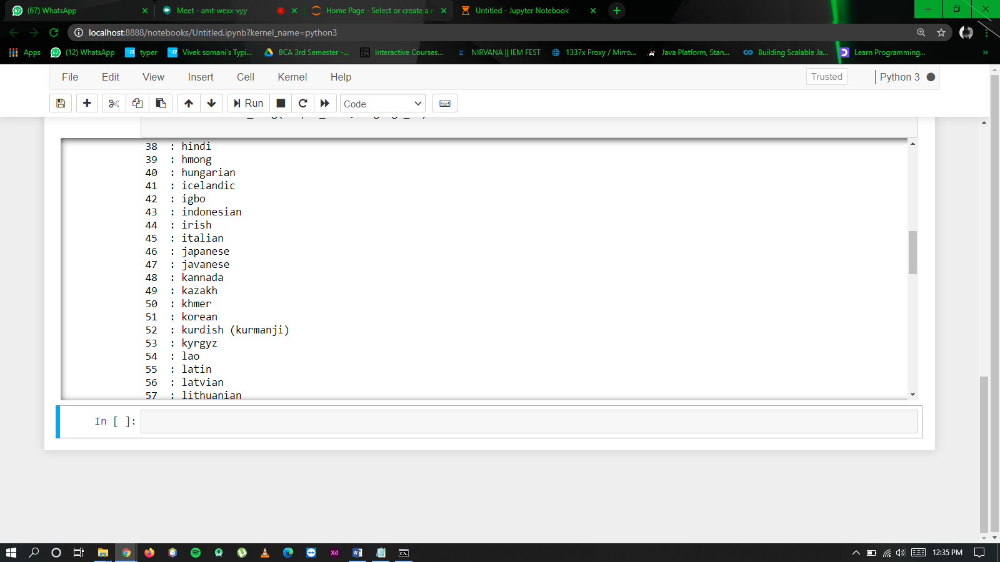 (67) WhatsApp
Meet - amt-wexx-vyy
Home Page - Select or create a n
Untitled - Jupyter Notebook
localhost:8888/notebooks/Untitled.ipynb?kernel_name=python3
Apps
67 (12) WhatsApp
typer
Vivek somani's Typi...
BCA 3rd Semester -...
Interactive Courses...
NIRVANA || IEM FEST
1337x Proxy / Mirro...
Java Platform, Stan...
Building Scalable Ja...
Learn Programming...
File Edit View Insert Cell Kernel Help
Trusted
Python 3
Run
Code
38 : hindi
39 : hmong
40 : hungarian
41 : icelandic
42 : igbo
43 : indonesian
44 : irish
45 : italian
46 : japanese
47 : javanese
48 : kannada
49 : kazakh
50 : khmer
51 : korean
52 : kurdish (kurmanji)
53 : kyrgyz
54 : lao
55 : latin
56 : latvian
57 : lithuanian
In [ ]:
Xd
12:35 PM